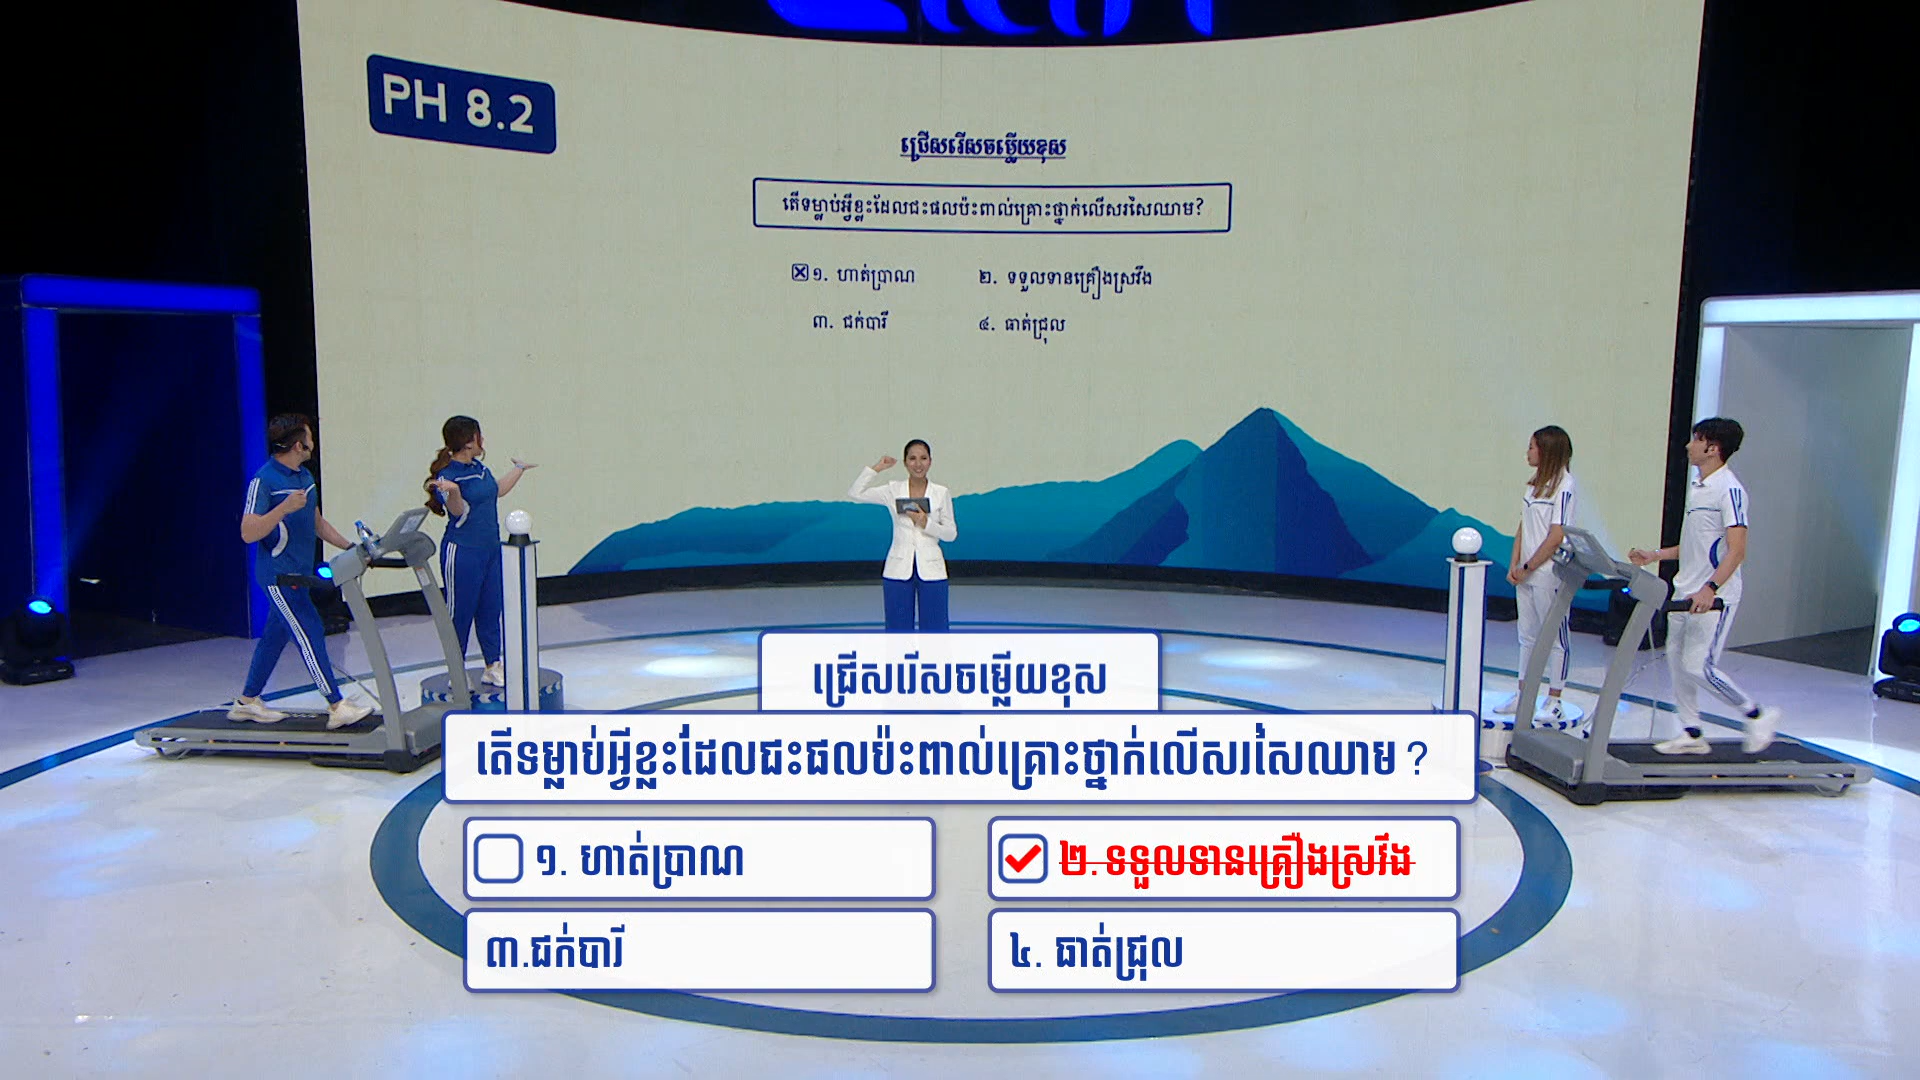 PH 8.2
ជ្រើសរើសចម្លើយខុស
តើទម្លាប់អ្វីខ្លះដែលជះផលប៉ះពាល់គ្រោះថ្នាក់លើសរសៃឈាម?
១. ហាត់ប្រាណ
២. ទទួលទានគ្រឿងស្រវឹង
៣. ជក់បារី
៤. ធាត់ជ្រុល
ជ្រើសរើសចម្លើយខុស
តើទម្លាប់អ្វីខ្លះដែលជះផលប៉ះពាល់គ្រោះថ្នាក់លើសរសៃឈាម?
១. ហាត់ប្រាណ
២.ទទួលទានគ្រឿងស្រវឹង
៣.ជក់បារី
៤. ធាត់ជ្រុល